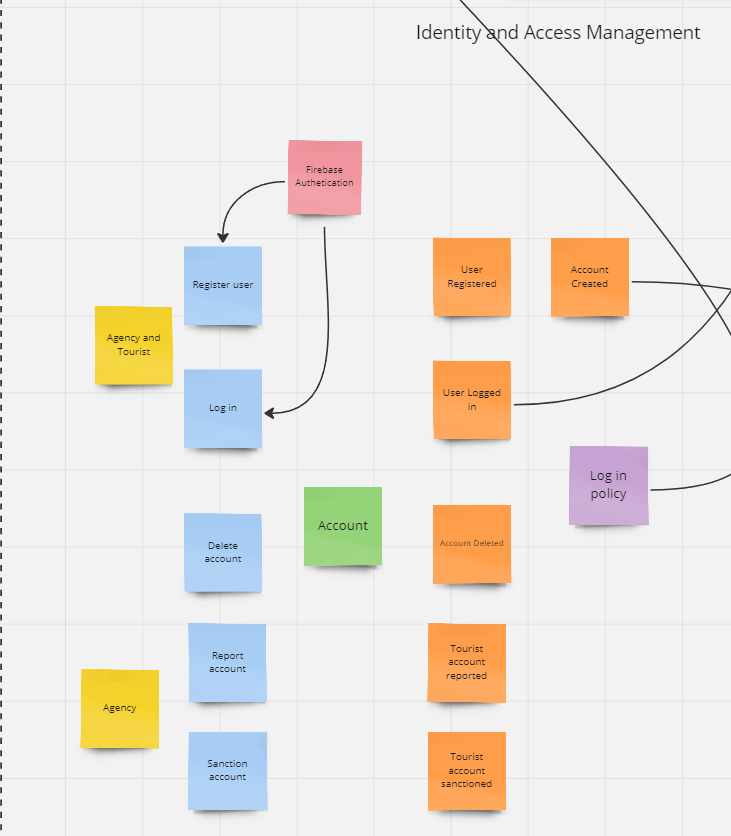 Identity and Access Management
Firebase
Authetication
Register user
User
Registered
Account
Created
Agency and
Tourist
Log in
User Logged
in
Log in
policy
Account
Delete
account
Account Deleted
Report
account
Tourist
account
reported
Agency
Sanction
account
Tourist
account
sanctioned